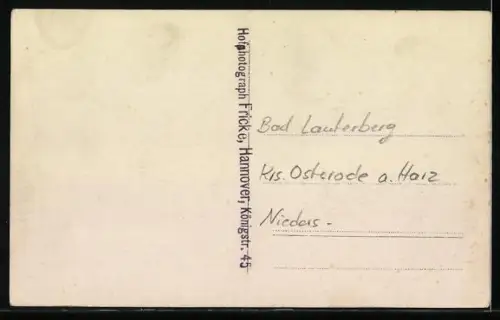 Hofphotograph Fricke, Hannover, Königstr. 45
Bad Lauterberg
Krs. Osterode a. Harz
Nieders-